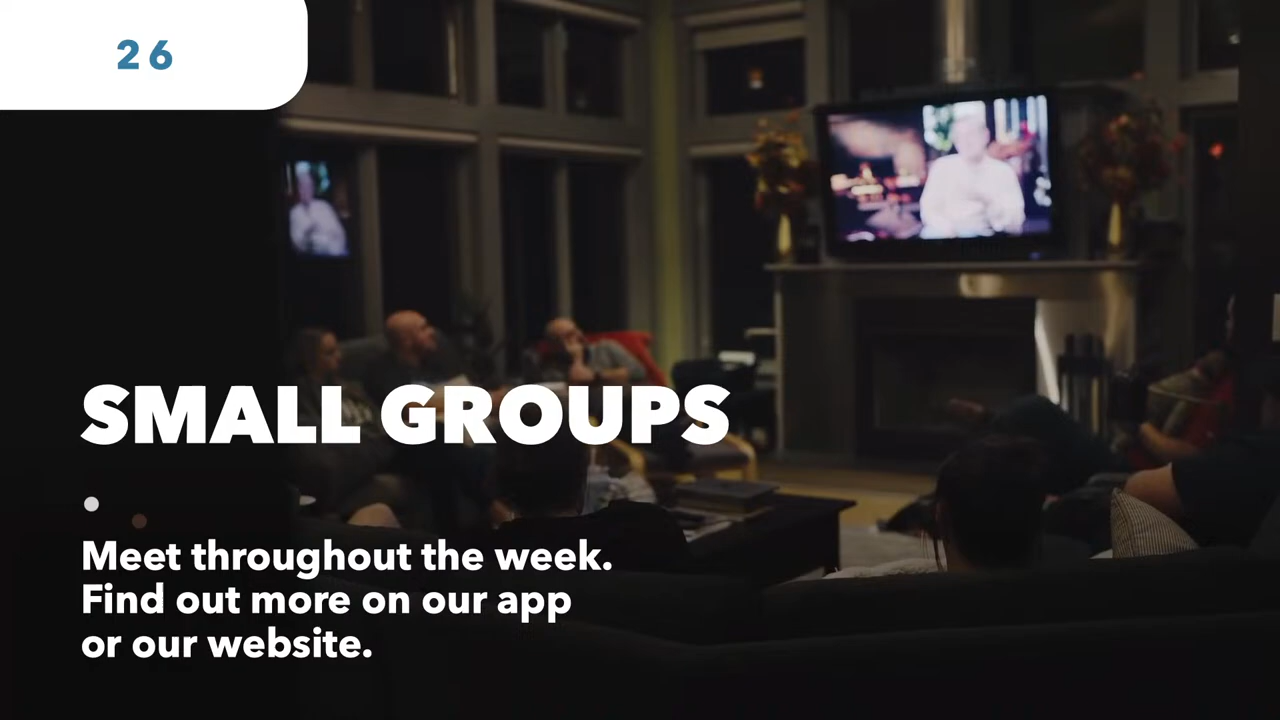 26
SMALL GROUPS
Meet throughout the week.
Find out more on our app
or our website.